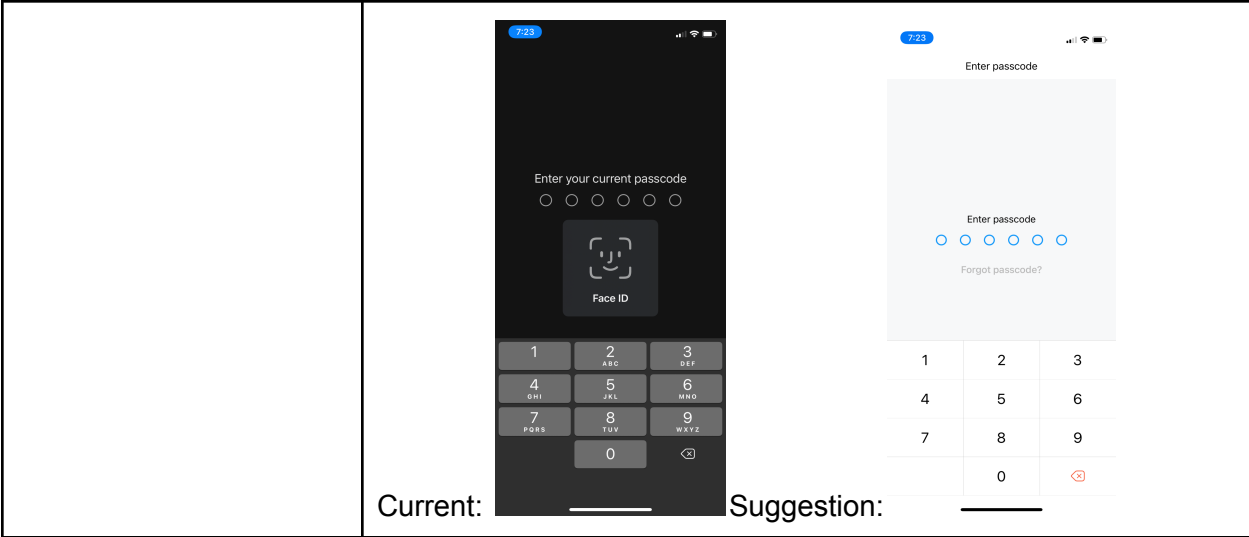 7:23
Enter your current passcode
Face ID
1
2
ABC
3
DEF
4
GHI
5
JKL
6
MNO
7
PQRS
8
TUV
9
WXYZ
0
Current:
7:23
Enter passcode
Enter passcode
Forgot passcode?
1 2 3
4 5 6
7 8 9
0
Suggestion: